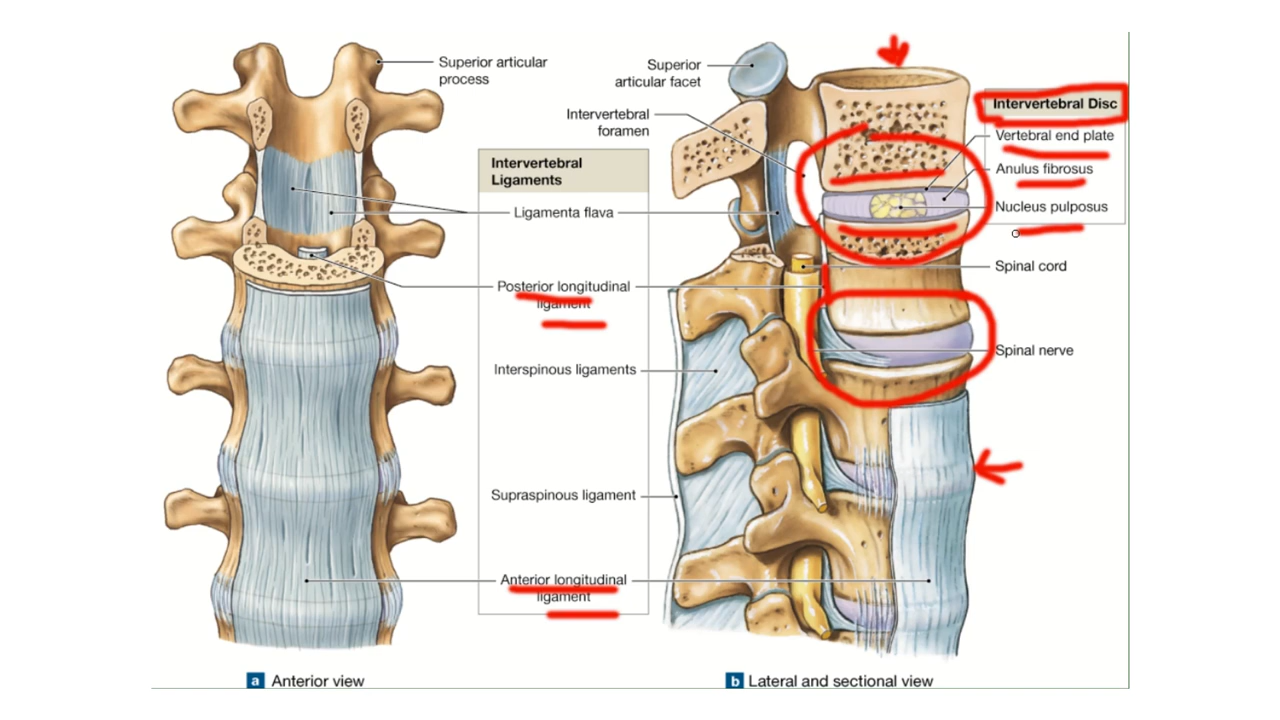 Superior articular
process
Superior
articular facet
Intervertebral
foramen
Intervertebral
Ligaments
Ligamenta flava
Posterior longitudinal
ligament
Interspinous ligaments
Supraspinous ligament
Anterior longitudinal
ligament
Intervertebral Disc
Vertebral end plate
Anulus fibrosus
Nucleus pulposus
Spinal cord
Spinal nerve
a Anterior view
b Lateral and sectional view